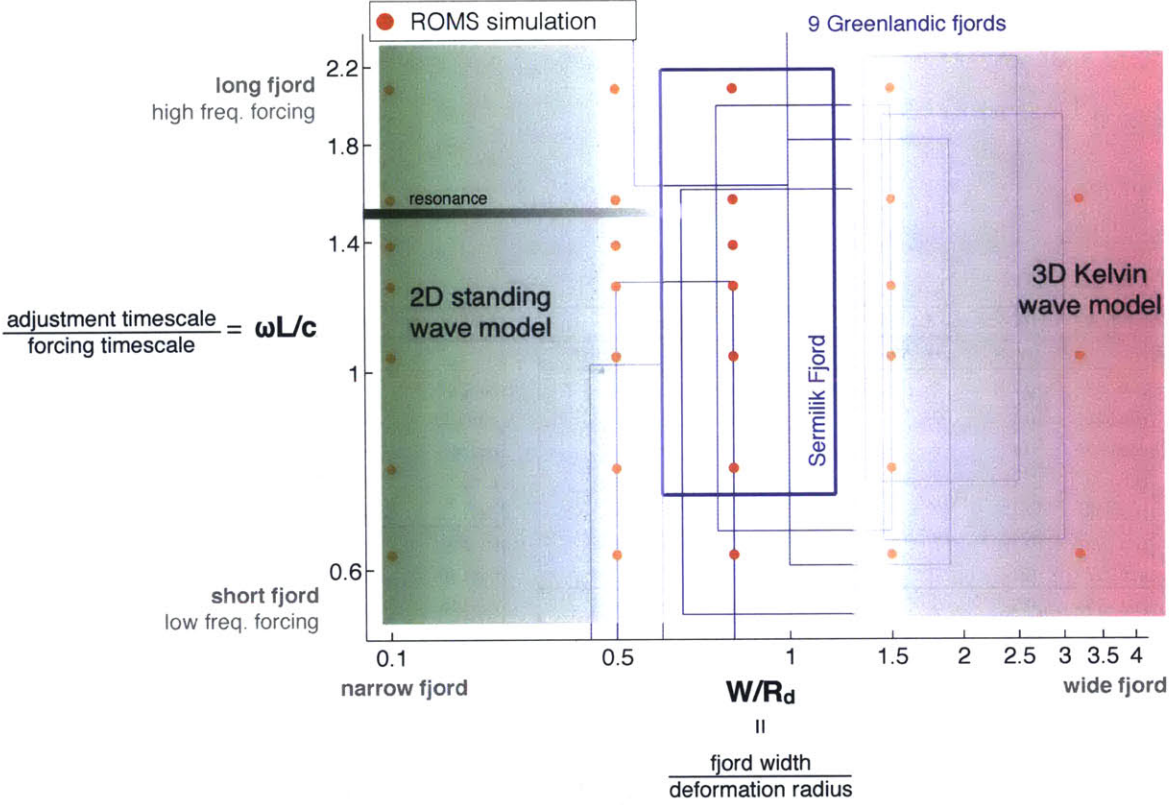 ROMS simulation
9 Greenlandic fjords
2.2
long fjord
high freq. forcing
1.8
resonance
1.4
2D standing
wave model
3D Kelvin
wave model
adjustment timescale
forcing timescale
= ωL/c
Sermilik Fjord
1
0.6
short fjord
low freq. forcing
0.1
0.5
1
1.5
2
2.5
3
3.5
4
narrow fjord
W/Rd
wide fjord
=
fjord width
deformation radius